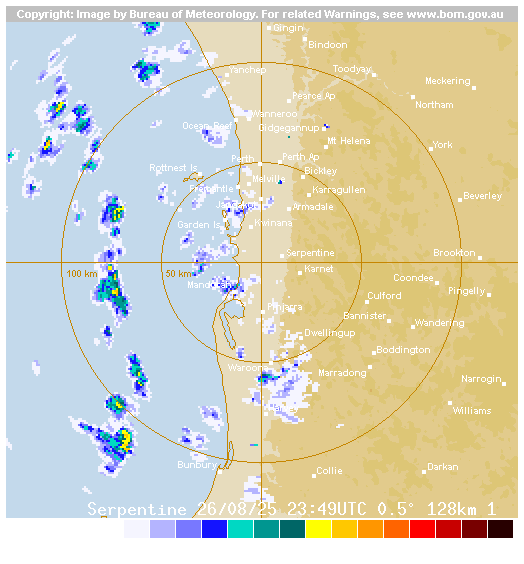 Copyright: Image by Bureau of Meteorology. For related Warnings, see www.bom.gov.au
Gingin
Bindoon
Yanchep
Toodyay
Meckering
Pearce Ap
Northam
Wanneroo
Ocean Reef
Gidgegannup
Mt Helena
York
Perth
Perth Ap
Rottnest Is
Bickley
Melville
Fremantle
Karragullen
Beverley
Armadale
Garden Is
Kwinana
Serpentine
Brookton
100 km
50 km
Karnet
Coondee
Pingelly
Culford
Bannister
Wandering
Dwellingup
Boddington
Waroona
Marradong
Narrogin
Williams
Bunbury
Collie
Darkan
Serpentine 26/08/25 23:49UTC 0.5° 128km 1